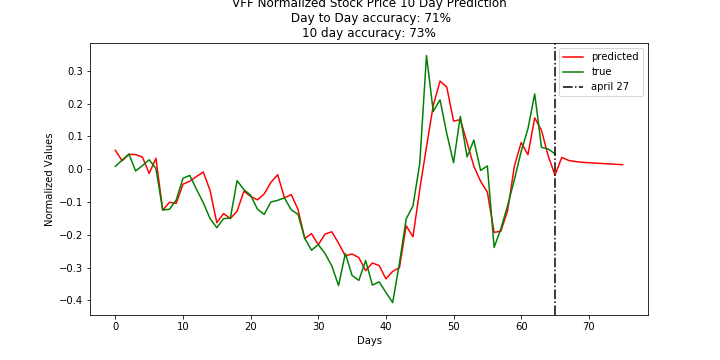 VFF Normalized Stock Price 10 Day Prediction
Day to Day accuracy: 71%
10 day accuracy: 73%
predicted
true
april 27
Normalized Values
0.3
0.2
0.1
0.0
−0.1
−0.2
−0.3
−0.4
0 10 20 30 40 50 60 70
Days